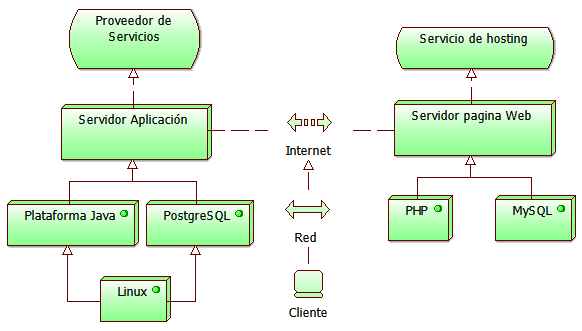 Proveedor de
Servicios
Servicio de hosting
Servidor Aplicación
Servidor pagina Web
Internet
Plataforma Java
PostgreSQL
PHP
MySQL
Red
Linux
Cliente